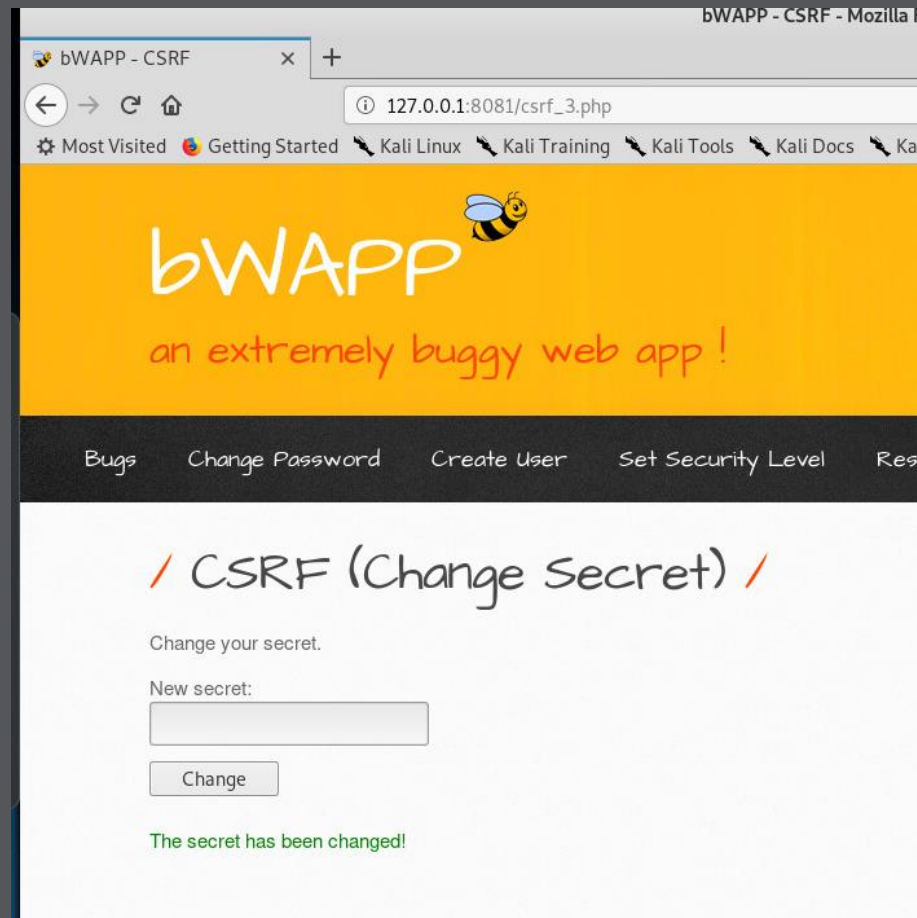 bWAPP - CSRF - Mozilla
bWAPP - CSRF
127.0.0.1:8081/csrf_3.php
Most Visited Getting Started Kali Linux Kali Training Kali Tools Kali Docs Ka
bWAPP
an extremely buggy web app !
Bugs Change Password Create User Set Security Level Res
/ CSRF (Change Secret) /
Change your secret.
New secret:
Change
The secret has been changed!